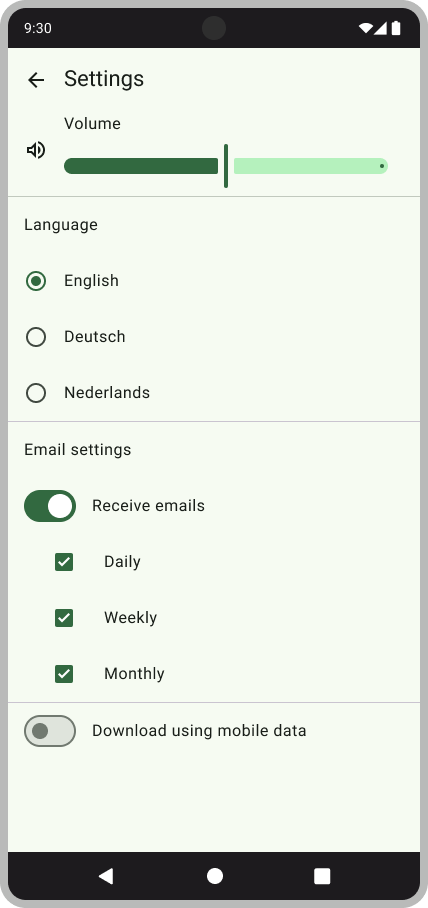 9:30
Settings
Volume
Language
English
Deutsch
Nederlands
Email settings
Receive emails
Daily
Weekly
Monthly
Download using mobile data